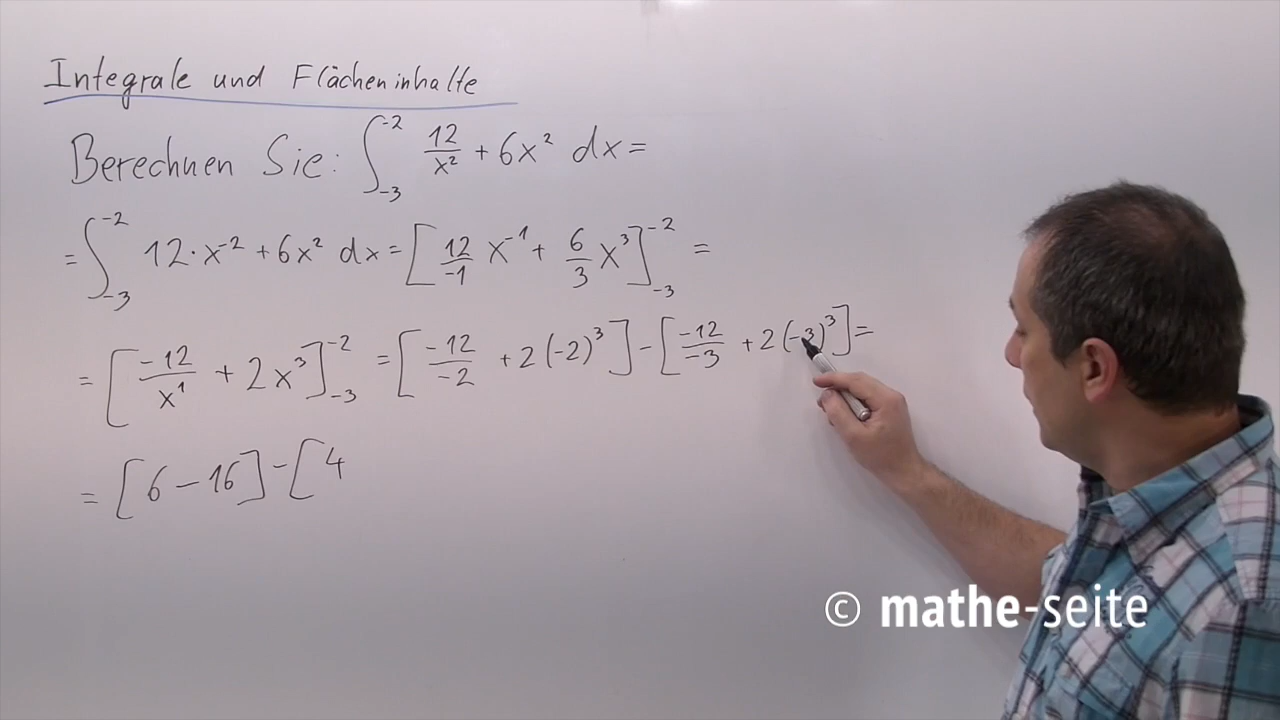 Integrale und Flächeninhalte
Berechnen Sie: ∫₋₃⁻² 12/x² + 6x² dx =
= ∫₋₃⁻² 12·x⁻² + 6x² dx = [12/-1 x⁻¹ + 6/3 x³]₋₃⁻² =
= [-12/x¹ + 2x³]₋₃⁻² = [-12/-2 + 2(-2)³] - [-12/-3 + 2(-3)³] =
= [6 - 16] - [4
© mathe-seite